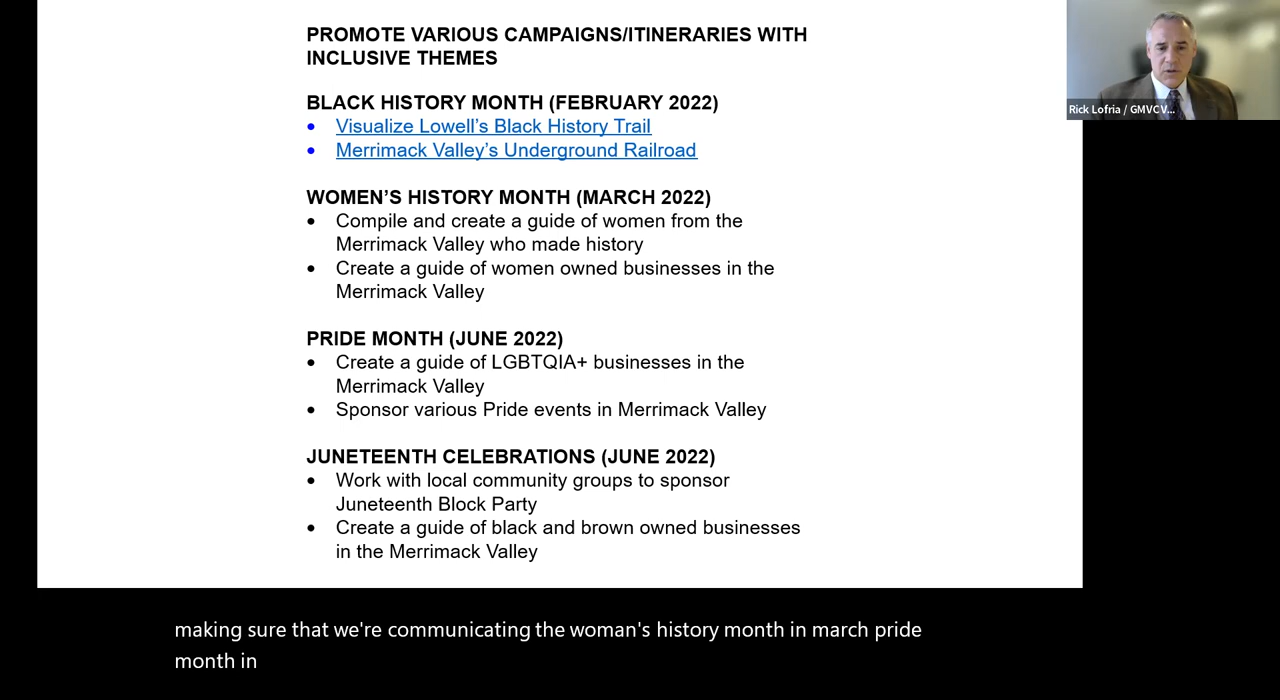 PROMOTE VARIOUS CAMPAIGNS/ITINERARIES WITH
INCLUSIVE THEMES
BLACK HISTORY MONTH (FEBRUARY 2022)
• Visualize Lowell’s Black History Trail
• Merrimack Valley’s Underground Railroad
WOMEN’S HISTORY MONTH (MARCH 2022)
• Compile and create a guide of women from the
Merrimack Valley who made history
• Create a guide of women owned businesses in the
Merrimack Valley
PRIDE MONTH (JUNE 2022)
• Create a guide of LGBTQIA+ businesses in the
Merrimack Valley
• Sponsor various Pride events in Merrimack Valley
JUNETEENTH CELEBRATIONS (JUNE 2022)
• Work with local community groups to sponsor
Juneteenth Block Party
• Create a guide of black and brown owned businesses
in the Merrimack Valley
Rick Lofria / GMVCV...
making sure that we're communicating the woman's history month in march pride
month in